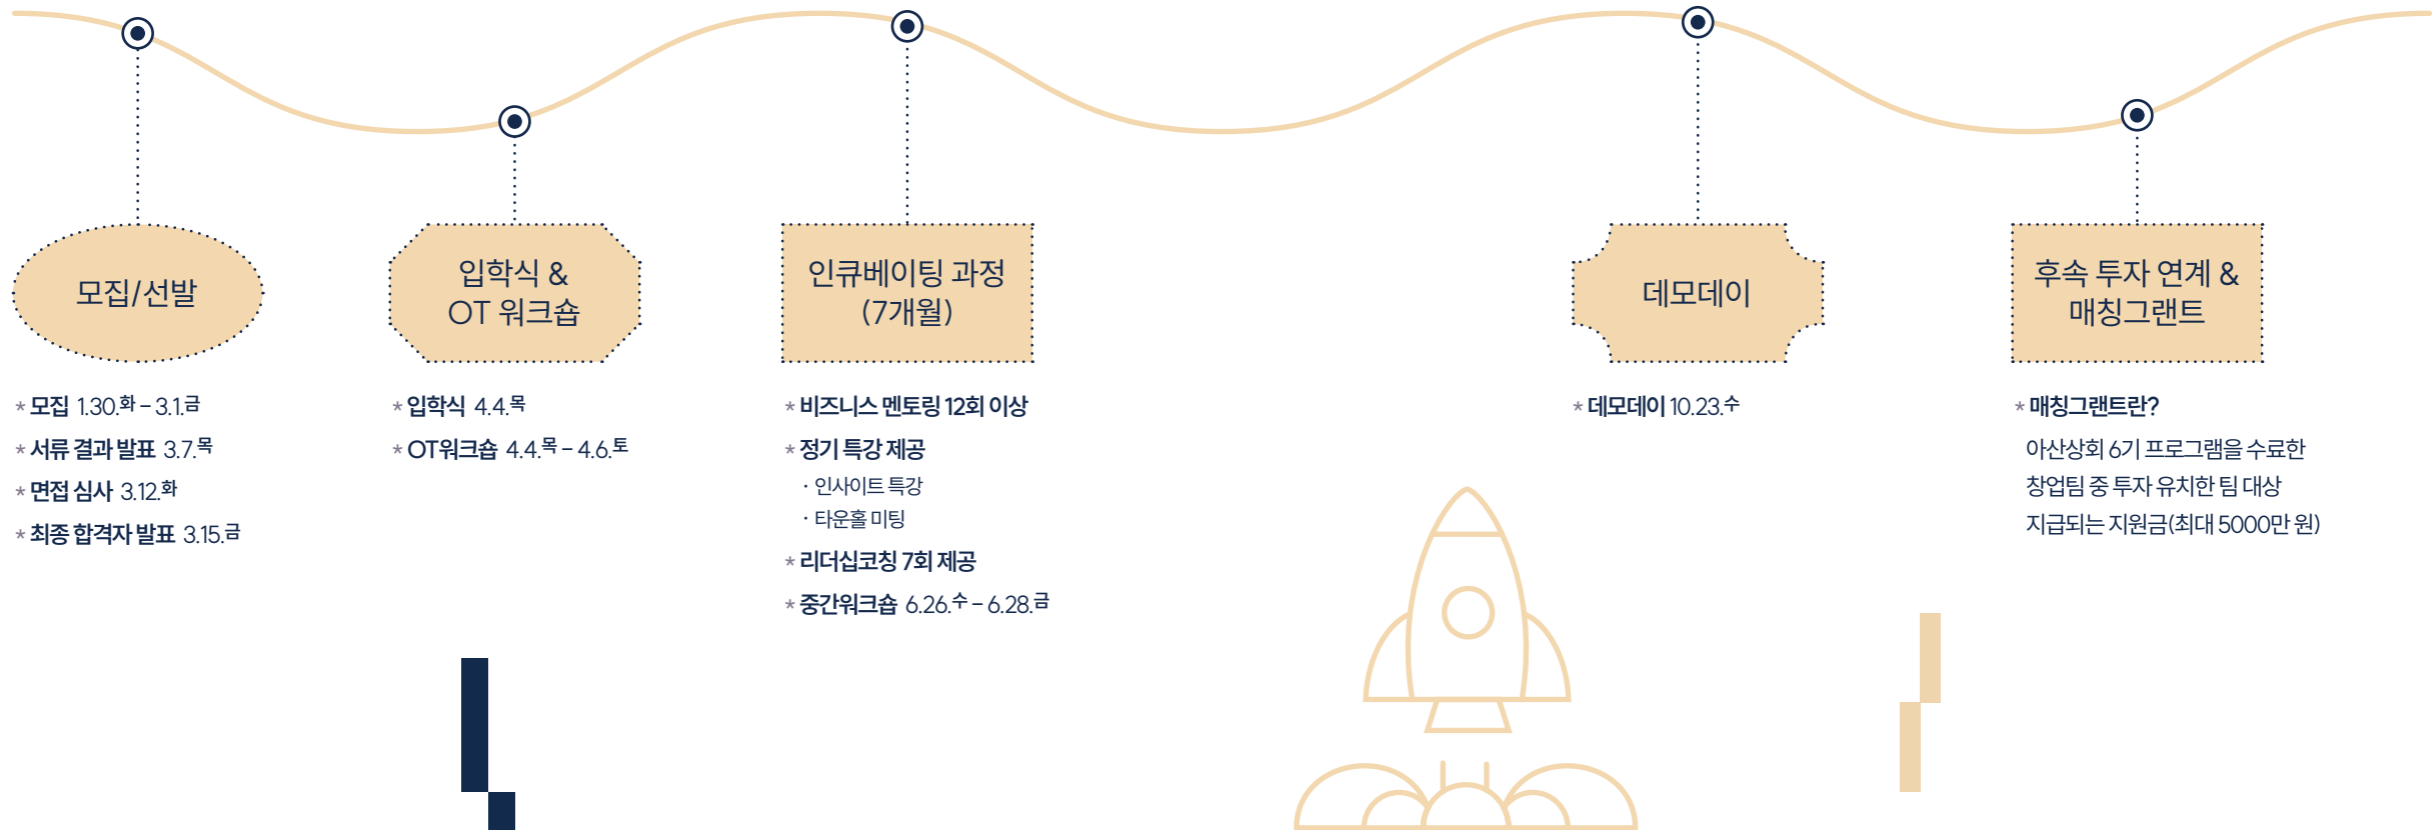 모집/선발
* 모집 1.30.화 – 3.1.금
* 서류 결과 발표 3.7.목
* 면접 심사 3.12.화
* 최종 합격자 발표 3.15.금
입학식 &
OT 워크숍
* 입학식 4.4.목
* OT워크숍 4.4.목 – 4.6.토
인큐베이팅 과정
(7개월)
* 비즈니스 멘토링 12회 이상
* 정기 특강 제공
· 인사이트 특강
· 타운홀 미팅
* 리더십코칭 7회 제공
* 중간워크숍 6.26.수 – 6.28.금
데모데이
* 데모데이 10.23.수
후속 투자 연계 &
매칭그랜트
* 매칭그랜트란?
아산상회 6기 프로그램을 수료한
창업팀 중 투자 유치한 팀 대상
지급되는 지원금(최대 5000만 원)